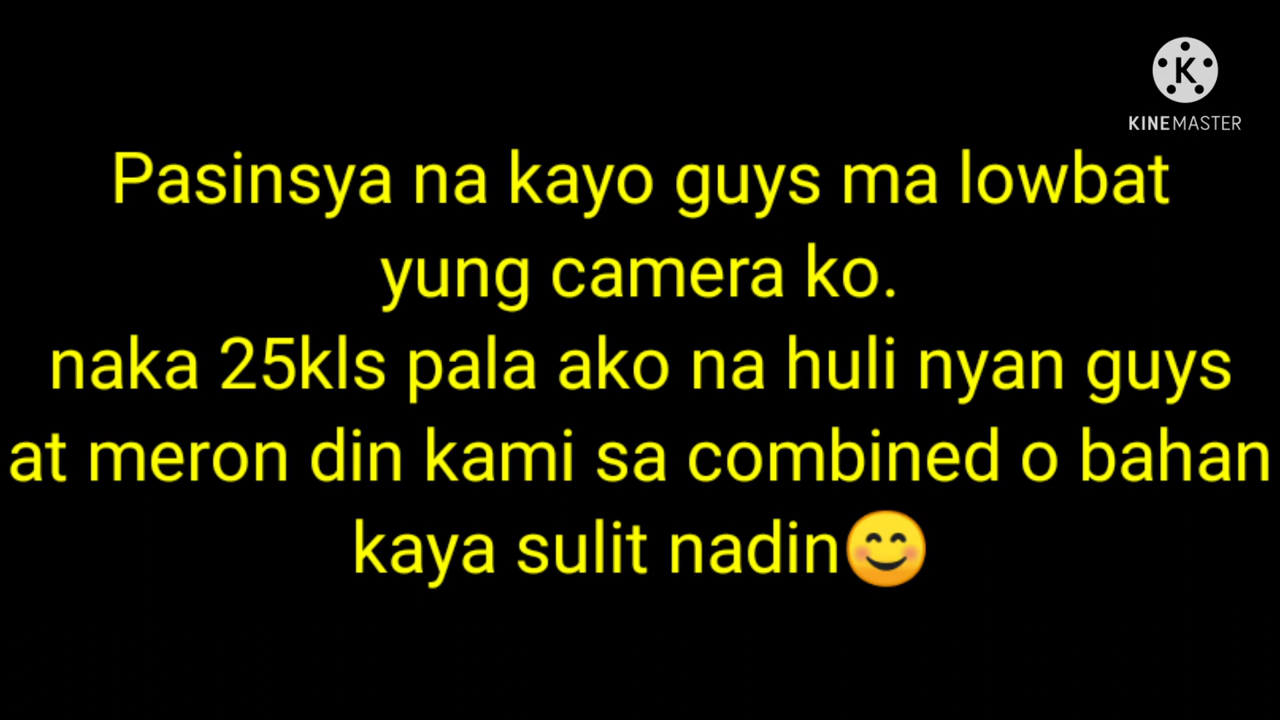 KINEMASTER
Pasinsya na kayo guys ma lowbat
yung camera ko.
naka 25kls pala ako na huli nyan guys
at meron din kami sa combined o bahan
kaya sulit nadin😊